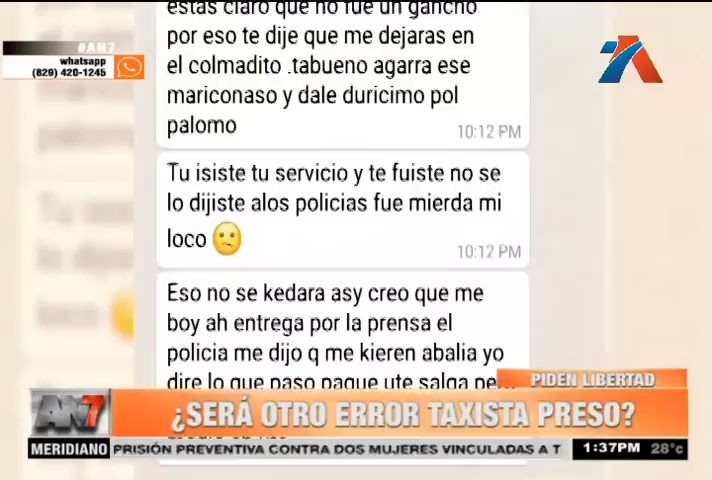 estas claro que no fue un gancho
por eso te dije que me dejaras en
el colmadito .tabueno agarra ese
mariconaso y dale duricimo pol
palomo
10:12 PM
Tu isiste tu servicio y te fuiste no se
lo dijiste alos policias fue mierda mi
loco
10:12 PM
Eso no se kedara asy creo que me
boy ah entrega por la prensa el
policia me dijo q me kieren abalia yo
dire lo que paso paque ute salga
#AN7
whatsapp
(829) 420-1245
PIDEN LIBERTAD
AN7
¿SERÁ OTRO ERROR TAXISTA PRESO?
MERIDIANO
PRISIÓN PREVENTIVA CONTRA DOS MUJERES VINCULADAS A T
1:37PM 28°c